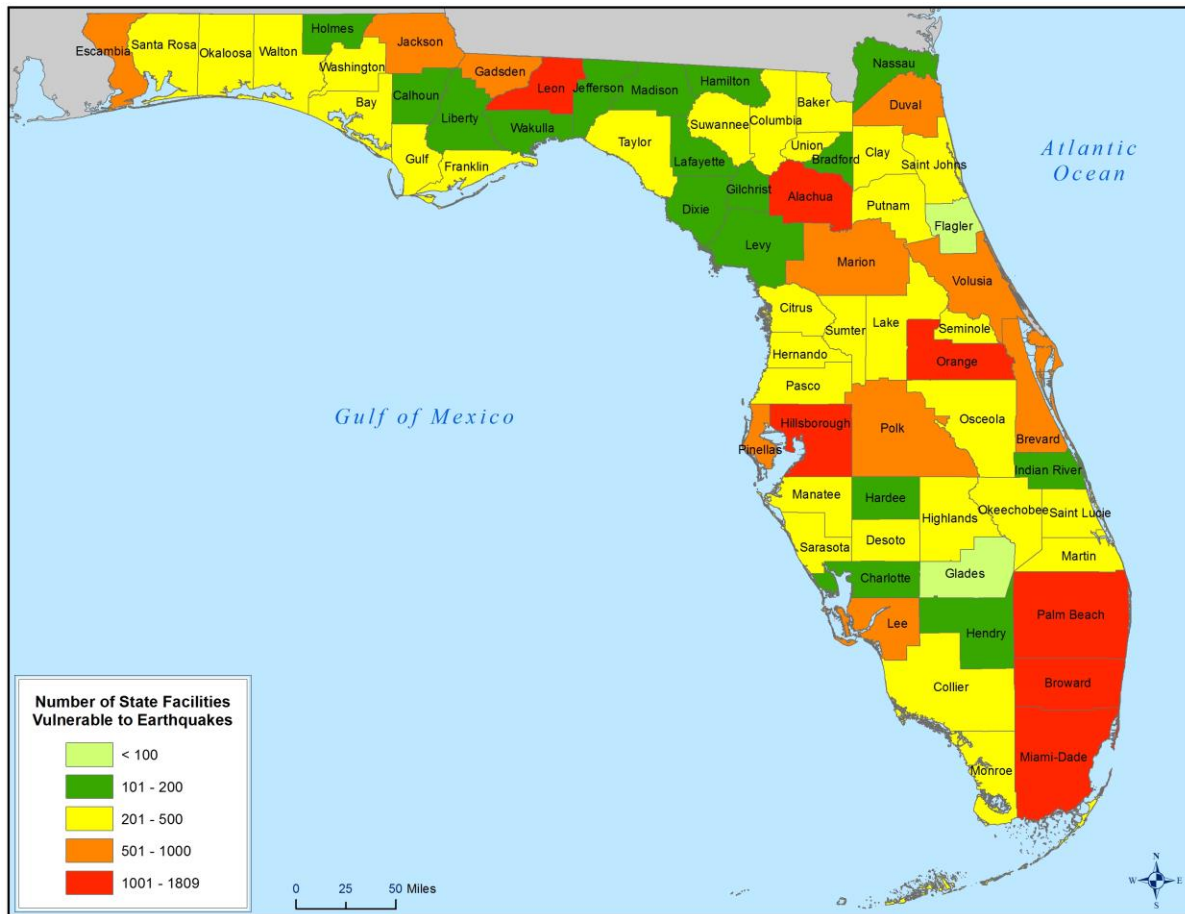 Holmes
Jackson
Nassau
Escambia
Santa Rosa
Okaloosa
Walton
Washington
Gadsden
Leon
Jefferson
Madison
Hamilton
Duval
Calhoun
Bay
Liberty
Wakulla
Suwannee
Columbia
Baker
Taylor
Union
Clay
Saint Johns
Gulf
Franklin
Lafayette
Bradford
Gilchrist
Alachua
Putnam
Dixie
Flagler
Levy
Marion
Volusia
Citrus
Sumter
Lake
Seminole
Hernando
Orange
Pasco
Hillsborough
Polk
Osceola
Pinellas
Brevard
Indian River
Manatee
Hardee
Highlands
Okeechobee
Saint Lucie
Sarasota
Desoto
Martin
Charlotte
Glades
Palm Beach
Lee
Hendry
Collier
Broward
Miami-Dade
Monroe
Atlantic
Ocean
Gulf of Mexico
Number of State Facilities
Vulnerable to Earthquakes
< 100
101 - 200
201 - 500
501 - 1000
1001 - 1809
0 25 50 Miles
N
W E
S